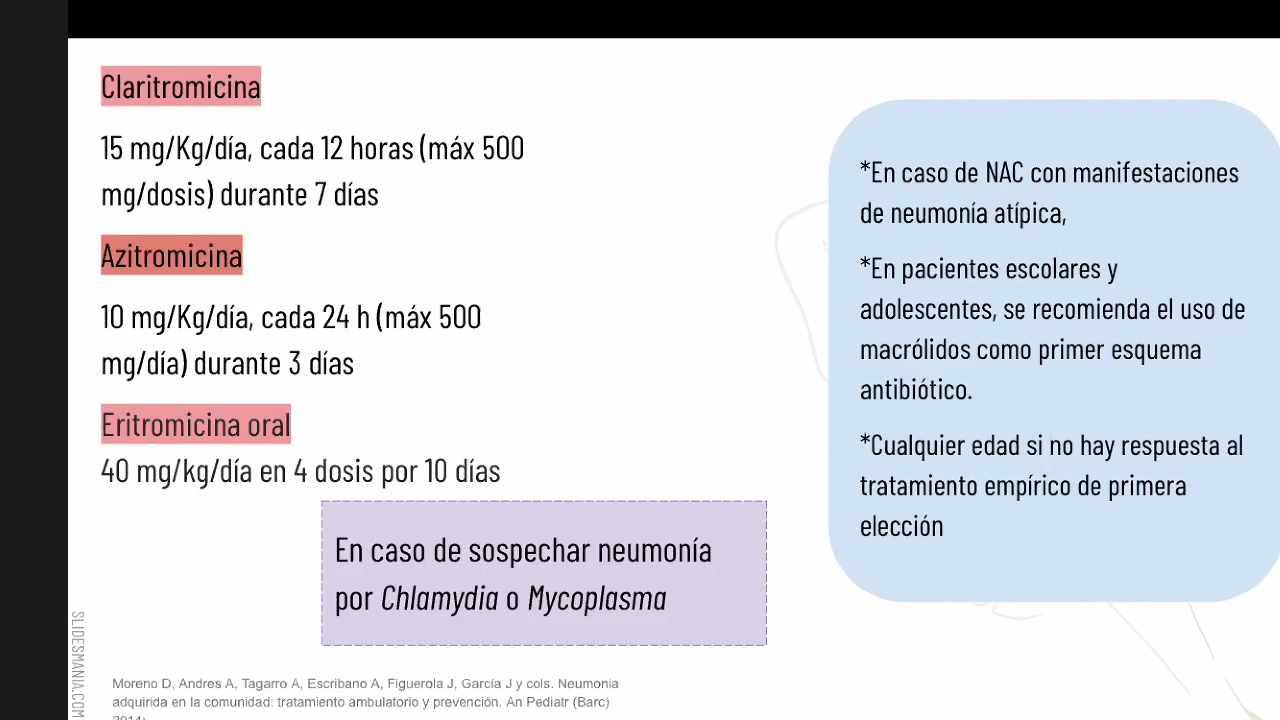 Claritromicina
15 mg/Kg/día, cada 12 horas (máx 500
mg/dosis) durante 7 días
Azitromicina
10 mg/Kg/día, cada 24 h (máx 500
mg/día) durante 3 días
Eritromicina oral
40 mg/kg/día en 4 dosis por 10 días
En caso de sospechar neumonía
por Chlamydia o Mycoplasma
*En caso de NAC con manifestaciones
de neumonía atípica,
*En pacientes escolares y
adolescentes, se recomienda el uso de
macrólidos como primer esquema
antibiótico.
*Cualquier edad si no hay respuesta al
tratamiento empírico de primera
elección
SLIDESMANIA.COM
Moreno D, Andres A, Tagarro A, Escribano A, Figuerola J, García J y cols. Neumonia
adquirida en la comunidad: tratamiento ambulatorio y prevención. An Pediatr (Barc)
2014;